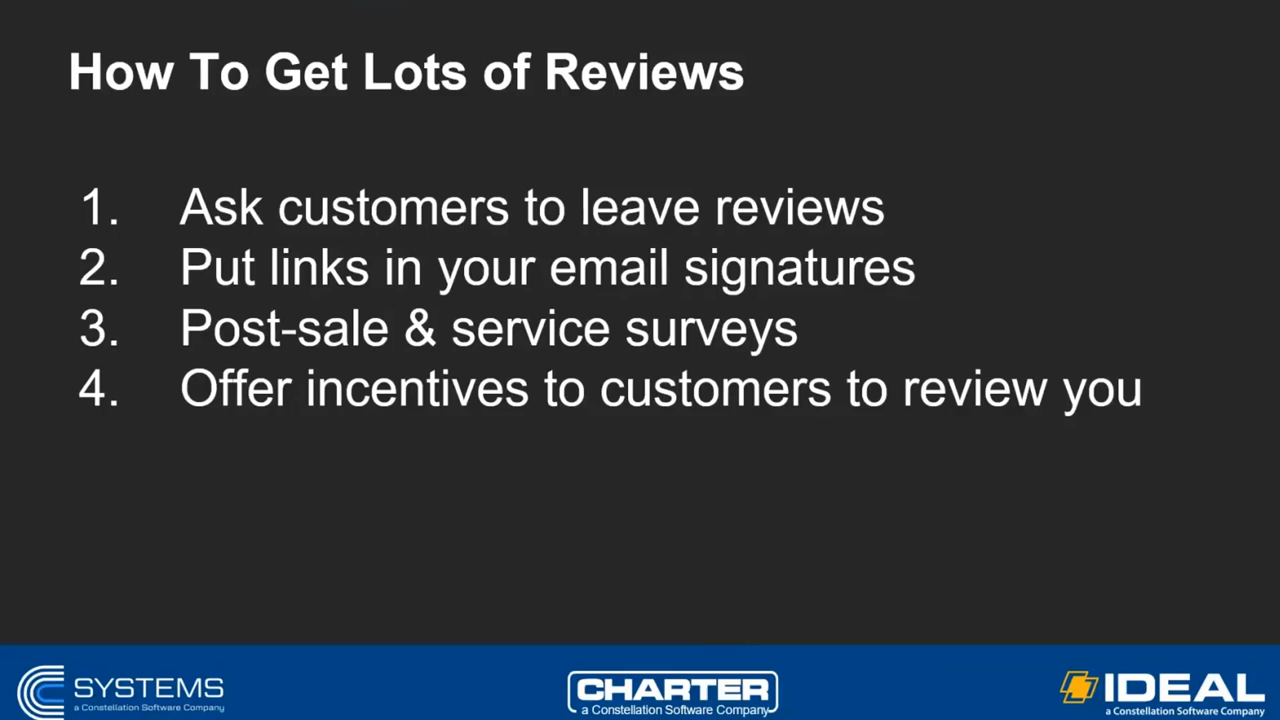 How To Get Lots of Reviews
1. Ask customers to leave reviews
2. Put links in your email signatures
3. Post-sale & service surveys
4. Offer incentives to customers to review you
SYSTEMS
a Constellation Software Company
CHARTER
a Constellation Software Company
IDEAL
a Constellation Software Company